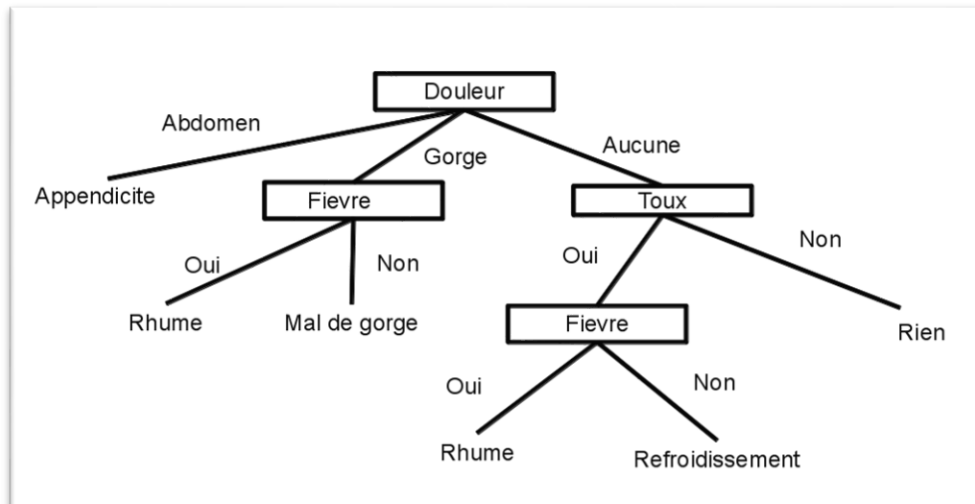 Douleur
Abdomen
Gorge
Aucune
Appendicite
Fievre
Toux
Oui
Non
Oui
Non
Rhume
Mal de gorge
Fievre
Rien
Oui
Non
Rhume
Refroidissement